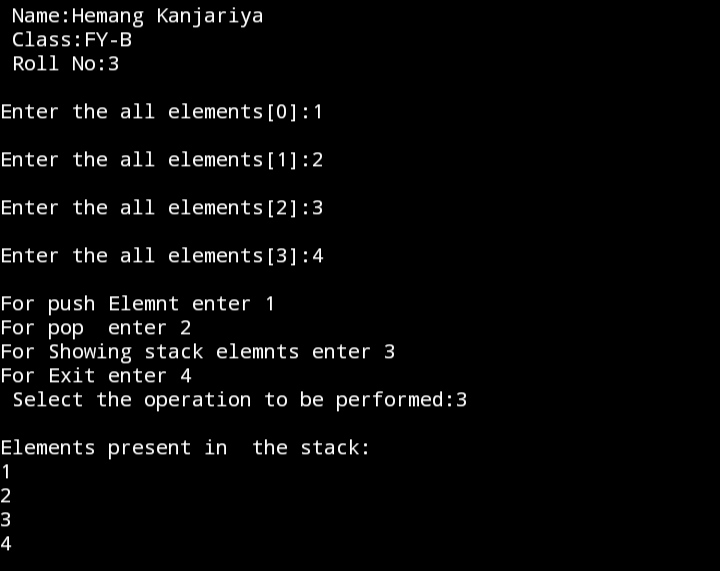 Name:Hemang Kanjariya
Class:FY-B
Roll No:3
Enter the all elements[0]:1
Enter the all elements[1]:2
Enter the all elements[2]:3
Enter the all elements[3]:4
For push Elemnt enter 1
For pop  enter 2
For Showing stack elemnts enter 3
For Exit enter 4
Select the operation to be performed:3
Elements present in  the stack:
1
2
3
4